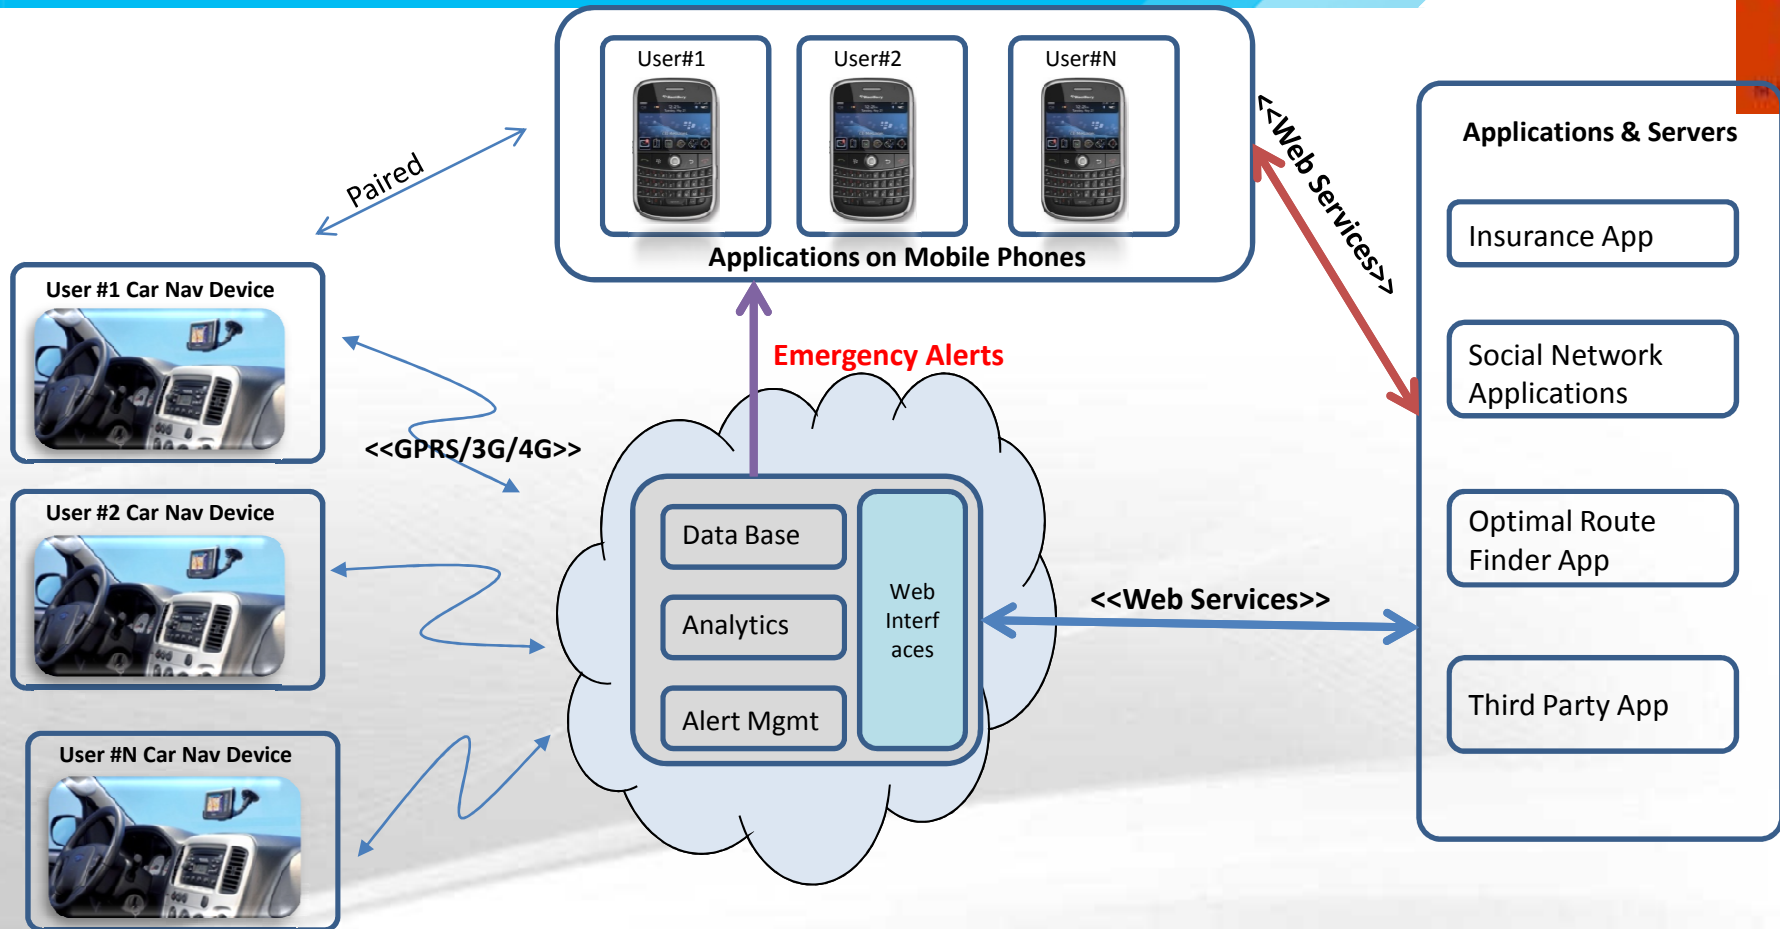 User#1
User#2
User#N
Applications on Mobile Phones
<<Web Services>>
Paired
Applications & Servers
Insurance App
Social Network
Applications
Optimal Route
Finder App
Third Party App
User #1 Car Nav Device
User #2 Car Nav Device
User #N Car Nav Device
<<GPRS/3G/4G>>
Emergency Alerts
Data Base
Analytics
Alert Mgmt
Web
Interf
aces
<<Web Services>>